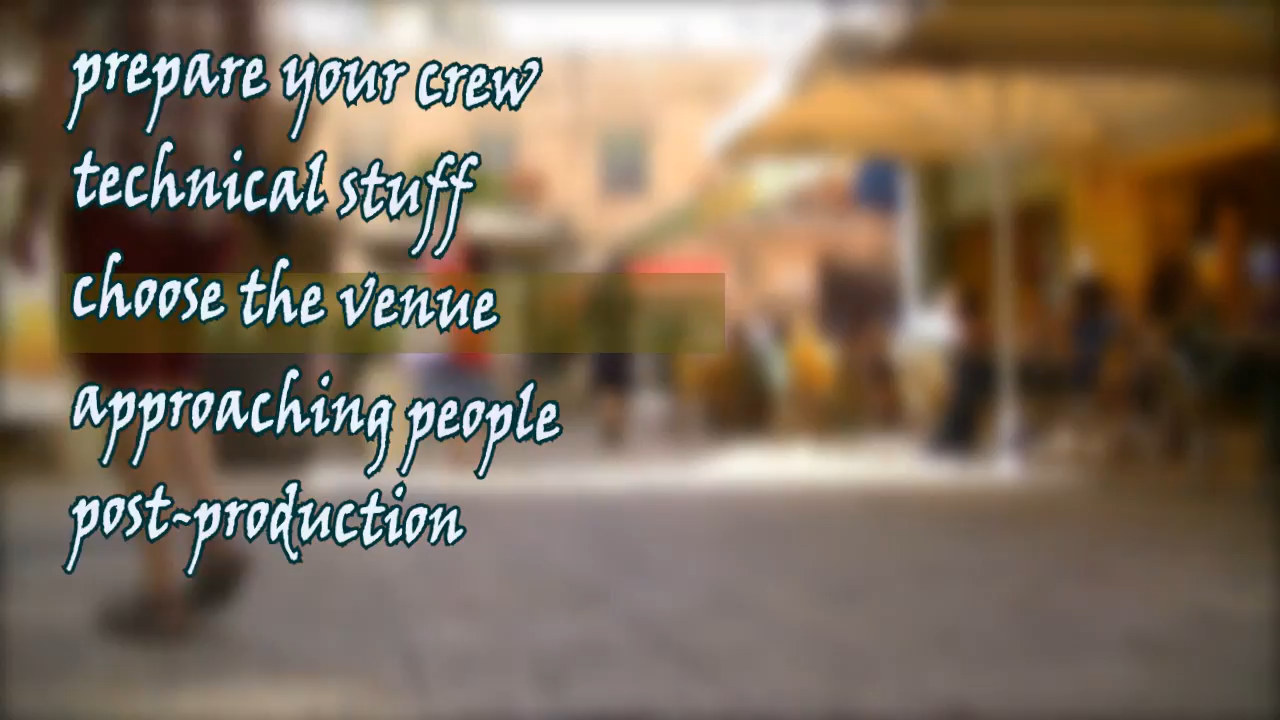 prepare your crew
technical stuff
choose the venue
approaching people
post-production